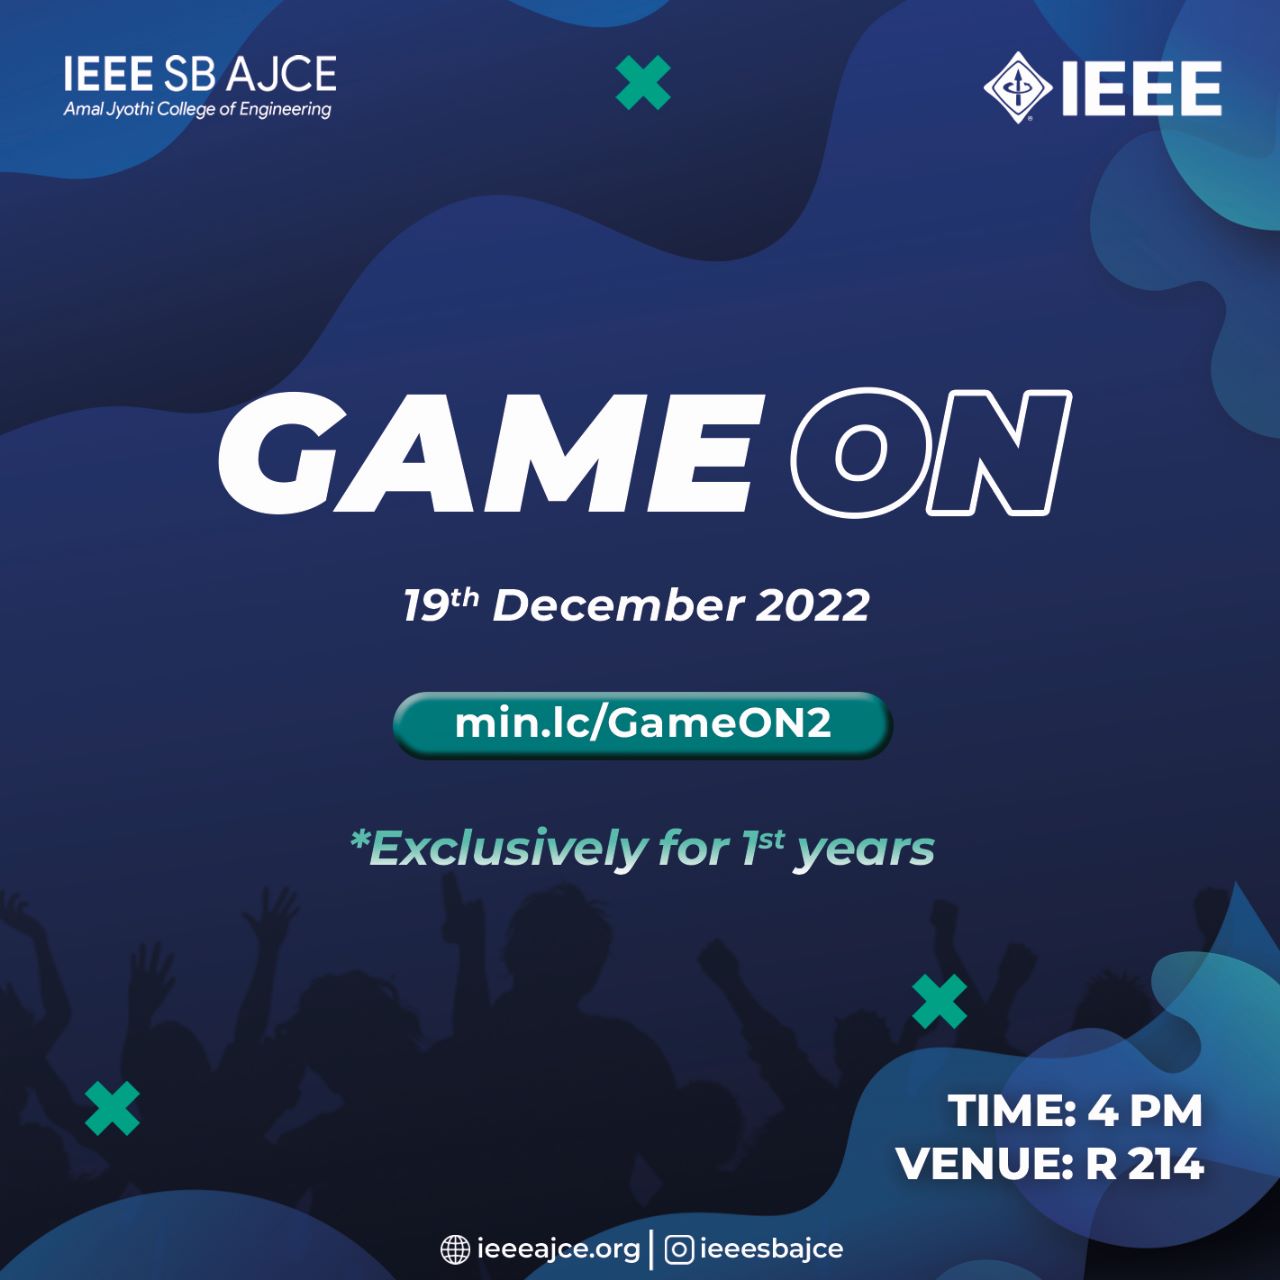 IEEE SB AJCE
Amal Jyothi College of Engineering
IEEE
GAME ON
19th December 2022
min.lc/GameON2
*Exclusively for 1st years
TIME: 4 PM
VENUE: R 214
ieeeajce.org | ieeesbajce